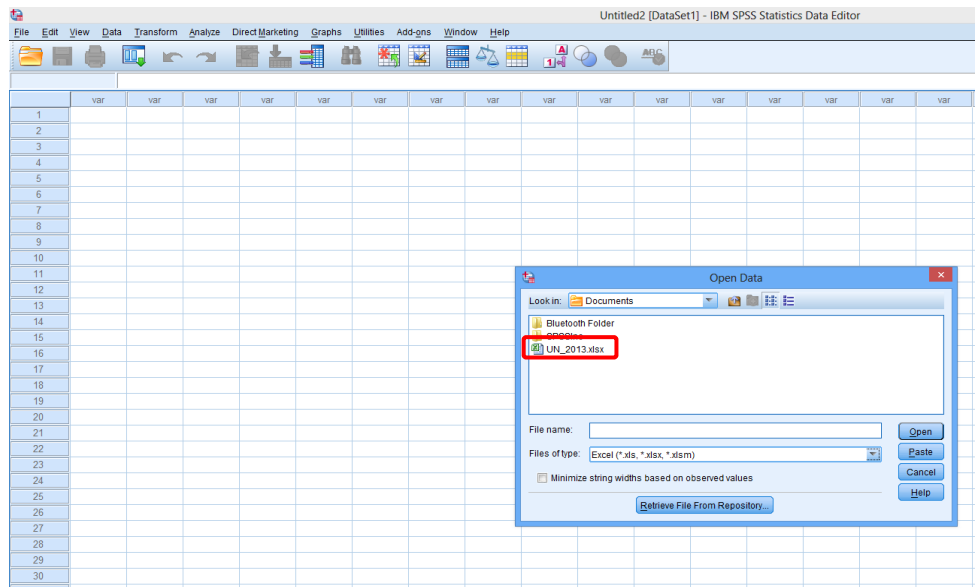 Untitled2 [DataSet1] - IBM SPSS Statistics Data Editor
File Edit View Data Transform Analyze Direct Marketing Graphs Utilities Add-ons Window Help
A 1 4 ABC
var var var var var var var var var var var var var var var var
1
2
3
4
5
6
7
8
9
10
11
12
13
14
15
16
17
18
19
20
21
22
23
24
25
26
27
28
29
30
Open Data
Look in: Documents
Bluetooth Folder
SPSSInc
UN_2013.xlsx
File name:
Open
Files of type: Excel (*.xls, *.xlsx, *.xlsm)
Paste
Minimize string widths based on observed values
Cancel
Help
Retrieve File From Repository...